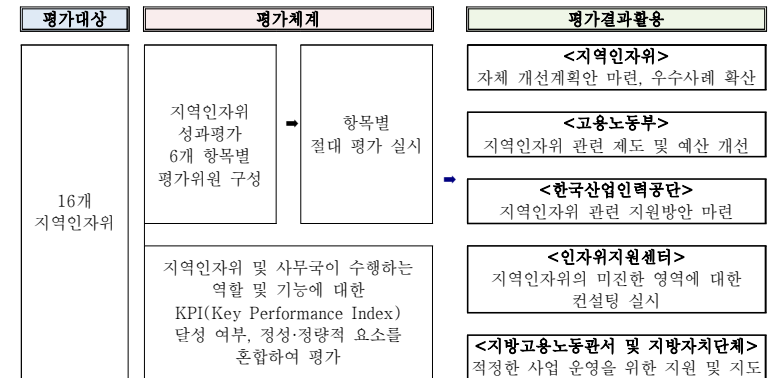 평가대상
평가체계
평가결과활용
16개
지역인자위
지역인자위
성과평가
6개 항목별
평가위원 구성
➡
항목별
절대 평가 실시
지역인자위 및 사무국이 수행하는
역할 및 기능에 대한
KPI(Key Performance Index)
달성 여부, 정성·정량적 요소를
혼합하여 평가
➡
<지역인자위>
자체 개선계획안 마련, 우수사례 확산
<고용노동부>
지역인자위 관련 제도 및 예산 개선
<한국산업인력공단>
지역인자위 관련 지원방안 마련
<인자위지원센터>
지역인자위의 미진한 영역에 대한
컨설팅 실시
<지방고용노동관서 및 지방자치단체>
적정한 사업 운영을 위한 지원 및 지도